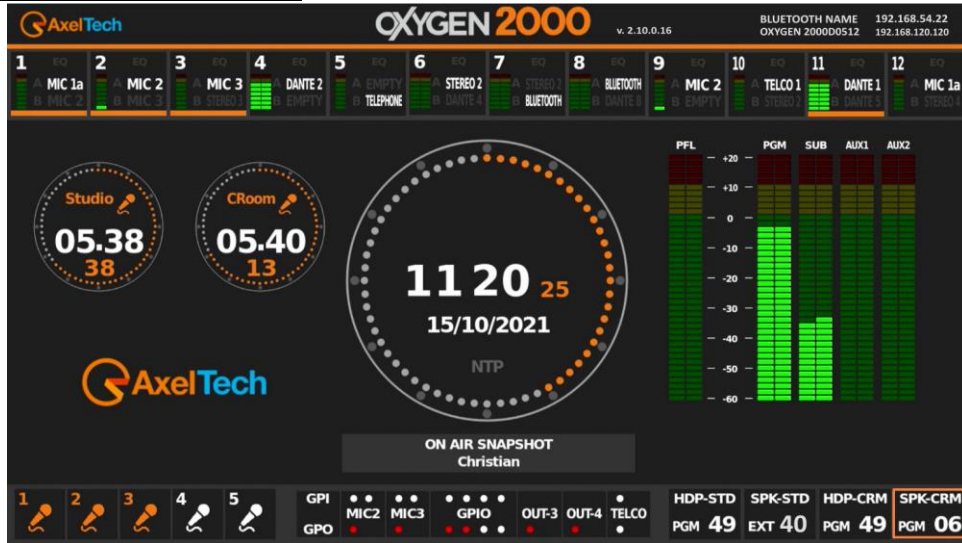 AxelTech
OXYGEN 2000
v. 2.10.0.16
BLUETOOTH NAME 192.168.54.22
OXYGEN 2000D0512 192.168.120.120
1 EQ
A MIC 1a
B MIC 2
2 EQ
A MIC 2
B MIC 3
3 EQ
A MIC 3
B STEREO 3
4 EQ
A DANTE 2
B EMPTY
5 EQ
A EMPTY
B TELEPHONE
6 EQ
A STEREO 2
B DANTE 4
7 EQ
A STEREO 2
B BLUETOOTH
8 EQ
A BLUETOOTH
B DANTE 8
9 EQ
A MIC 2
B EMPTY
10 EQ
A TELCO 1
B STEREO 2
11 EQ
A DANTE 1
B DANTE 5
12 EQ
A MIC 1a
B STEREO 4
Studio
05.38
38
CRoom
05.40
13
11 20 25
15/10/2021
NTP
AxelTech
ON AIR SNAPSHOT
Christian
PFL PGM SUB AUX1 AUX2
+20
+10
0
-10
-20
-30
-40
-50
-60
1 2 3 4 5
GPI
MIC2 MIC3 GPIO OUT-3 OUT-4 TELCO
GPO
HDP-STD SPK-STD HDP-CRM SPK-CRM
PGM 49 EXT 40 PGM 49 PGM 06